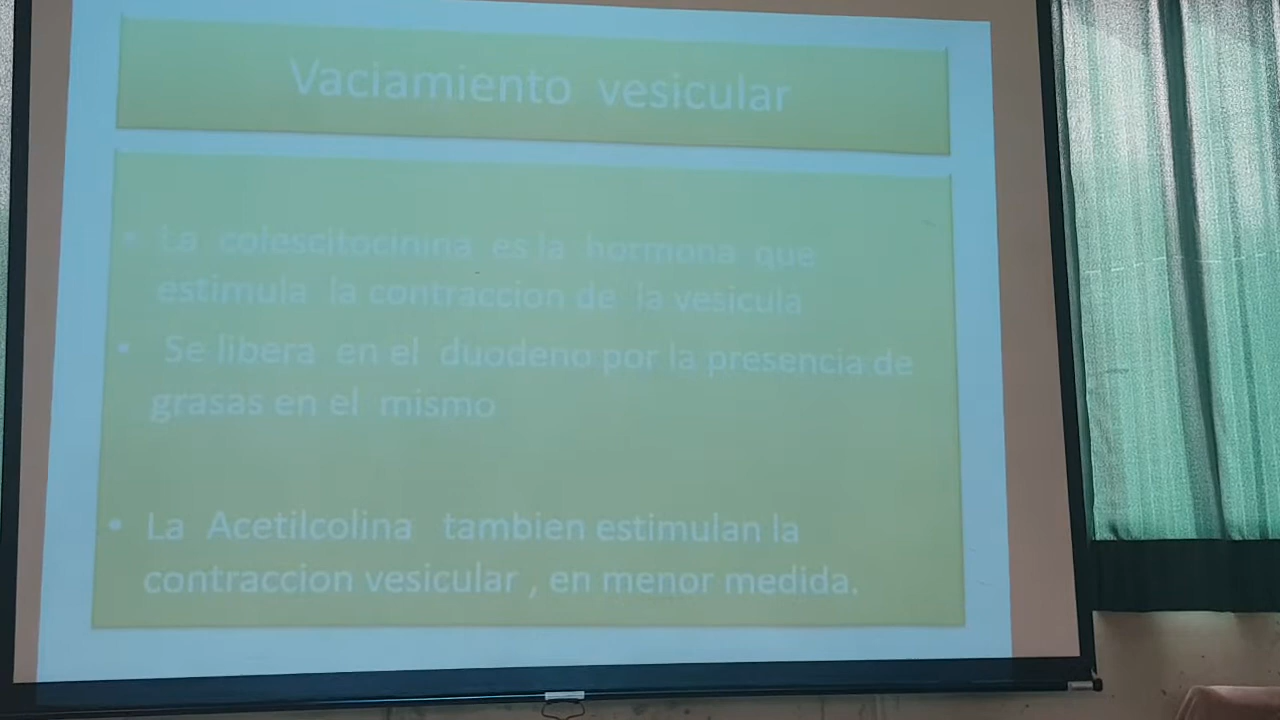 Vaciamiento vesicular
• La colescitocinina es la hormona que
estimula la contraccion de la vesicula
• Se libera en el duodeno por la presencia de
grasas en el mismo
• La Acetilcolina tambien estimulan la
contraccion vesicular , en menor medida.